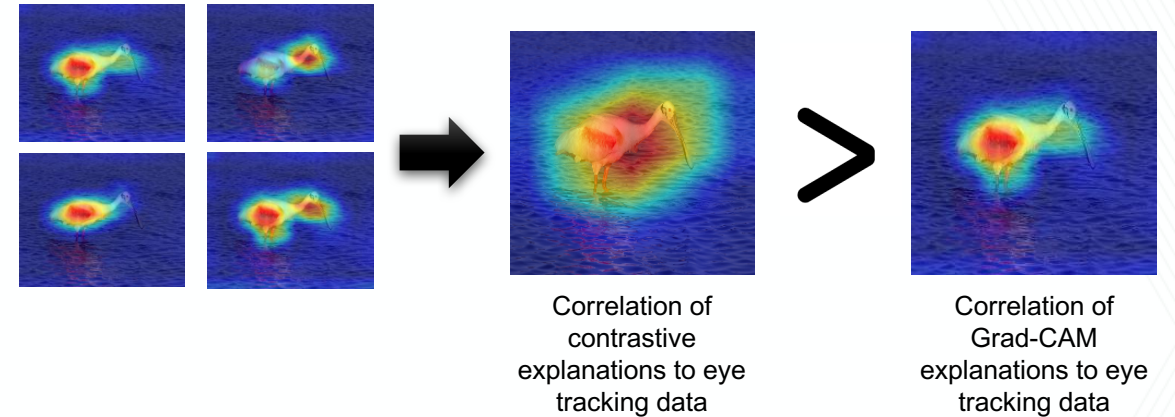 Correlation of
contrastive
explanations to eye
tracking data
Correlation of
Grad-CAM
explanations to eye
tracking data